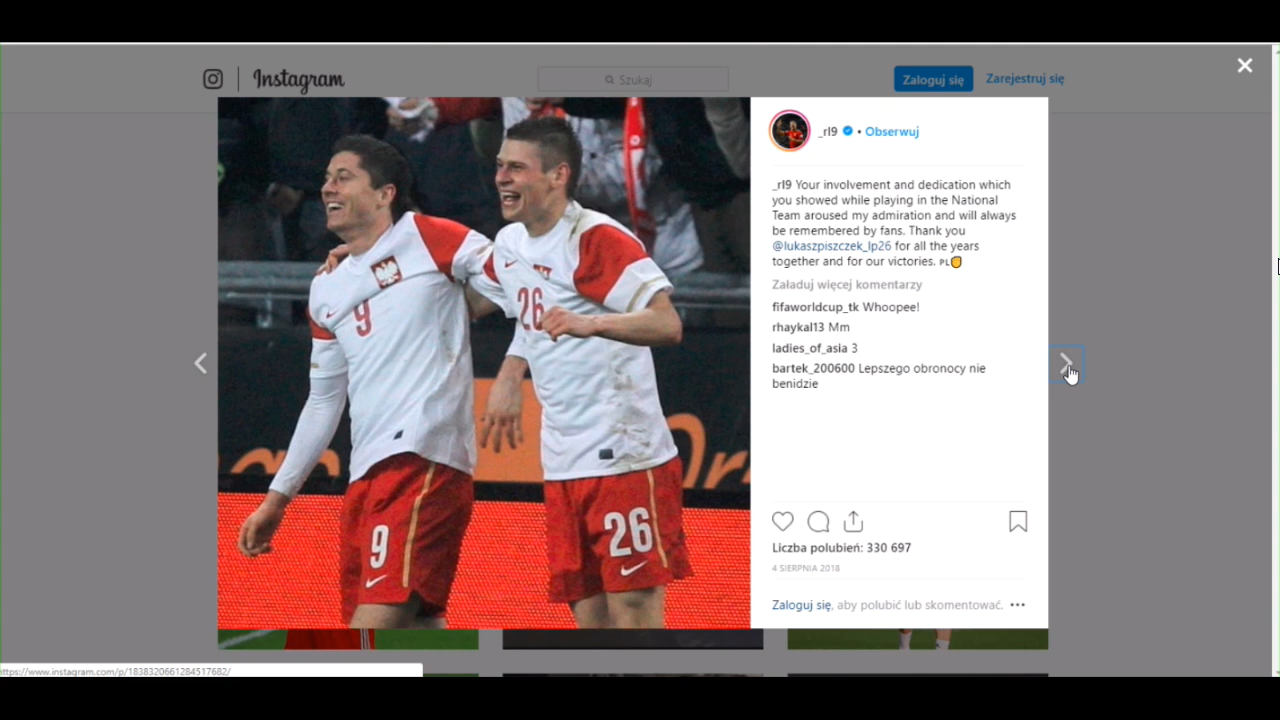 Instagram
Szukaj
Zaloguj się
Zarejestruj się
_rl9 • Obserwuj
_rl9 Your involvement and dedication which
you showed while playing in the National
Team aroused my admiration and will always
be remembered by fans. Thank you
@lukaszpiszczek_lp26 for all the years
together and for our victories. PL✊
Załaduj więcej komentarzy
fifaworldcup_tk Whoopee!
rhaykal13 Mm
ladies_of_asia 3
bartek_200600 Lepszego obronocy nie
benidzie
Liczba polubień: 330 697
4 SIERPNIA 2018
Zaloguj się, aby polubić lub skomentować.
9
26
9
26
https://www.instagram.com/p/1838320661284517682/